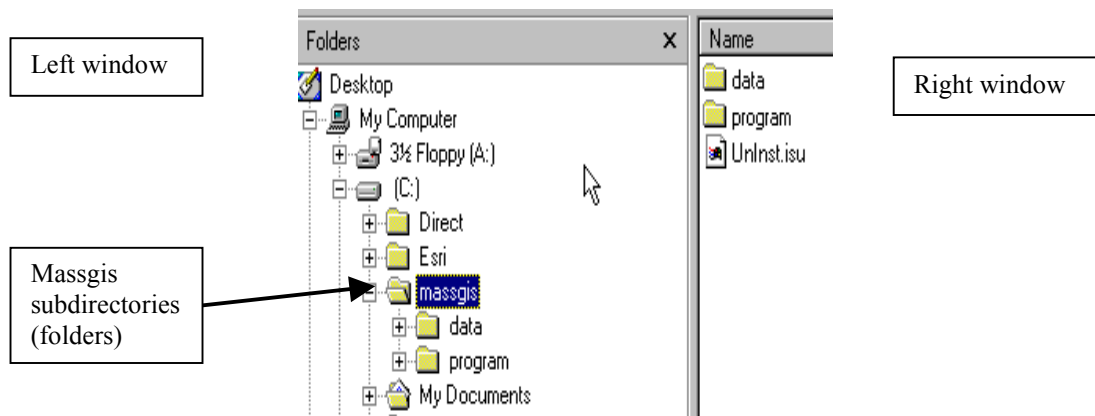 Left window
Massgis
subdirectories
(folders)
Folders
x
Desktop
My Computer
3½ Floppy (A:)
(C:)
Direct
Esri
massgis
data
program
My Documents
Name
data
program
UnInst.isu
Right window